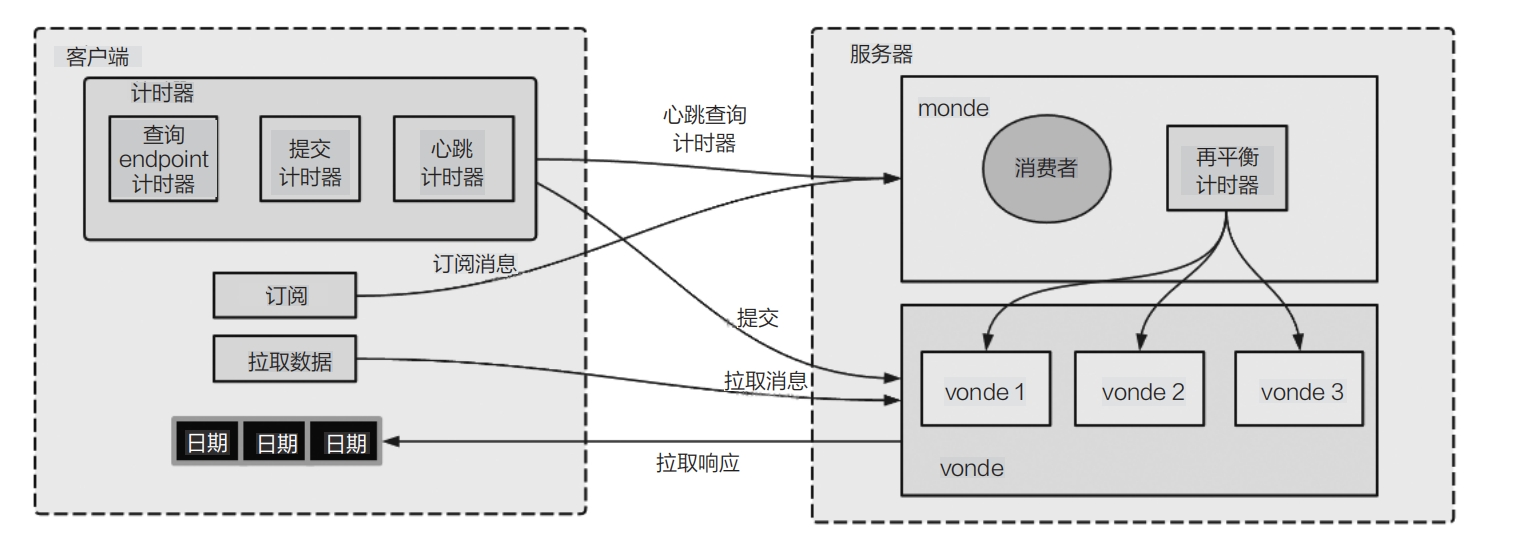 客户端
计时器
查询
endpoint
计时器
提交
计时器
心跳
计时器
订阅消息
订阅
拉取数据
日期
日期
日期
心跳查询
计时器
提交
拉取消息
拉取响应
服务器
monde
消费者
再平衡
计时器
vonde 1
vonde 2
vonde 3
vonde